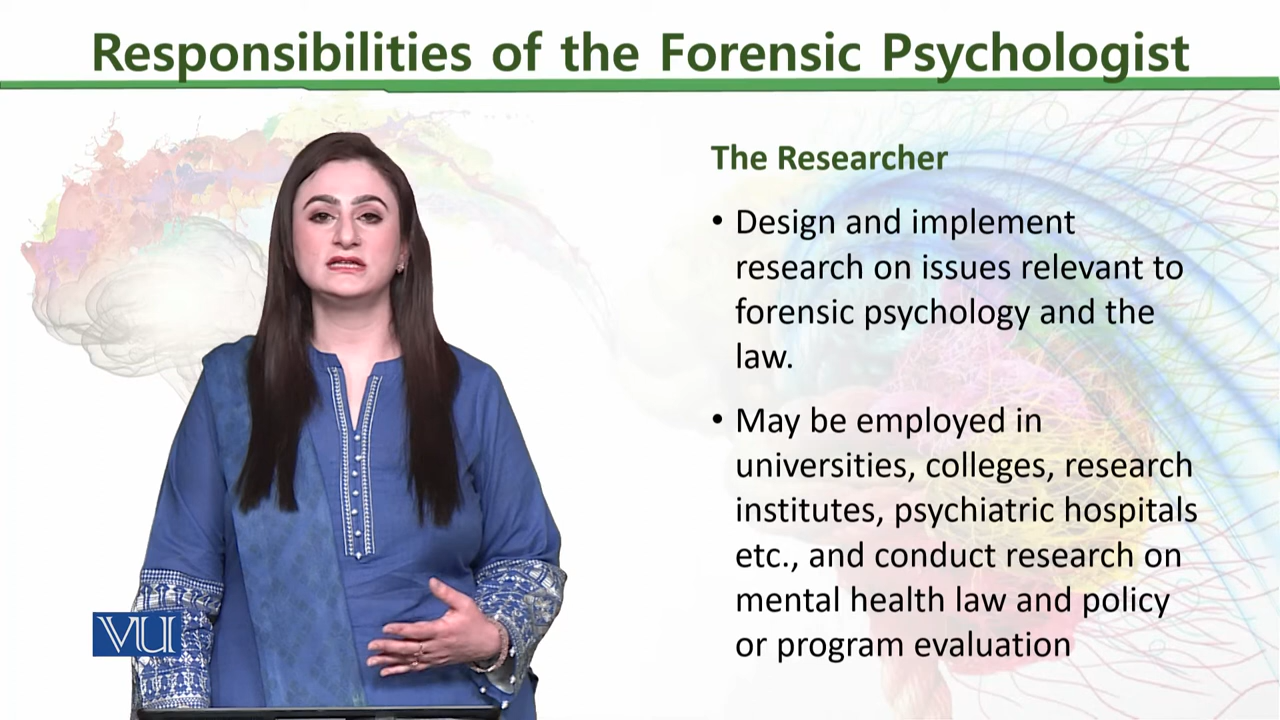 Responsibilities of the Forensic Psychologist
The Researcher
• Design and implement
research on issues relevant to
forensic psychology and the
law.
• May be employed in
universities, colleges, research
institutes, psychiatric hospitals
etc., and conduct research on
mental health law and policy
or program evaluation
VU